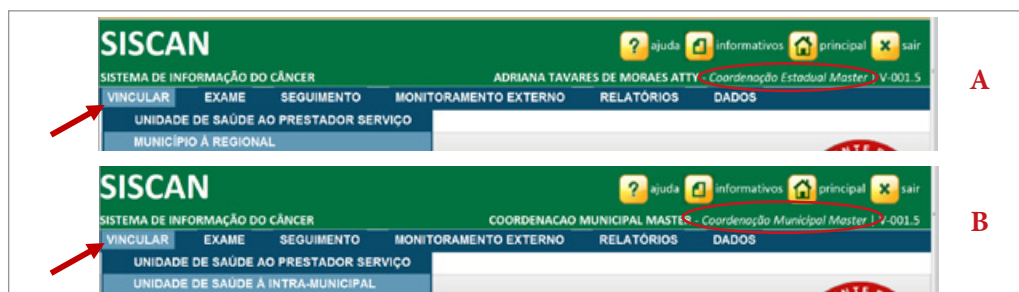 SISCAN
ajuda informativos principal sair
SISTEMA DE INFORMAÇÃO DO CÂNCER ADRIANA TAVARES DE MORAES ATTY - Coordenação Estadual Master | V-001.5
A
VINCULAR EXAME SEGUIMENTO MONITORAMENTO EXTERNO RELATÓRIOS DADOS
UNIDADE DE SAÚDE AO PRESTADOR SERVIÇO
MUNICÍPIO À REGIONAL
SISCAN
ajuda informativos principal sair
SISTEMA DE INFORMAÇÃO DO CÂNCER COORDENACAO MUNICIPAL MASTER - Coordenação Municipal Master | V-001.5
B
VINCULAR EXAME SEGUIMENTO MONITORAMENTO EXTERNO RELATÓRIOS DADOS
UNIDADE DE SAÚDE AO PRESTADOR SERVIÇO
UNIDADE DE SAÚDE À INTRA-MUNICIPAL